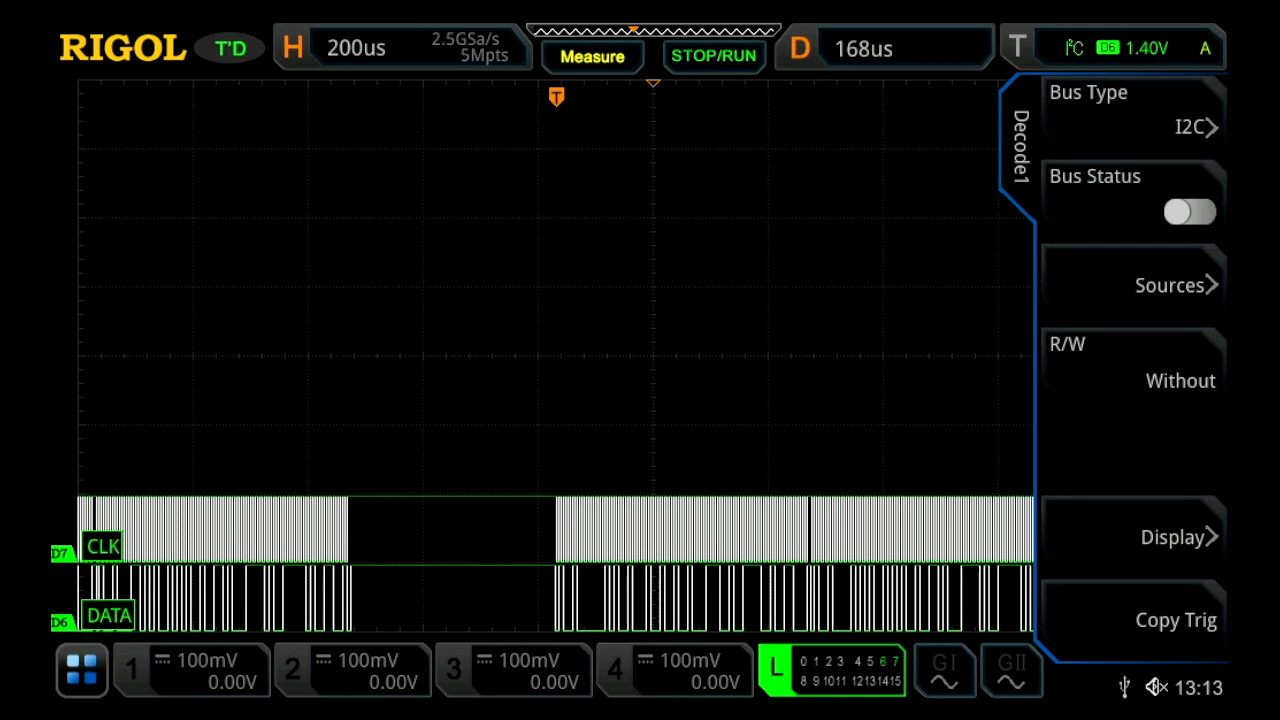 RIGOL T'D H 200us 2.5GSa/s 5Mpts Measure STOP/RUN D 168us T I²C D6 1.40V A
T
Decode1
Bus Type
I2C
Bus Status
Sources
R/W
Without
Display
Copy Trig
D7 CLK
D6 DATA
1 100mV 0.00V 2 100mV 0.00V 3 100mV 0.00V 4 100mV 0.00V
L 0 1 2 3 4 5 6 7
8 9 10 11 12 13 14 15
GI GII
13:13